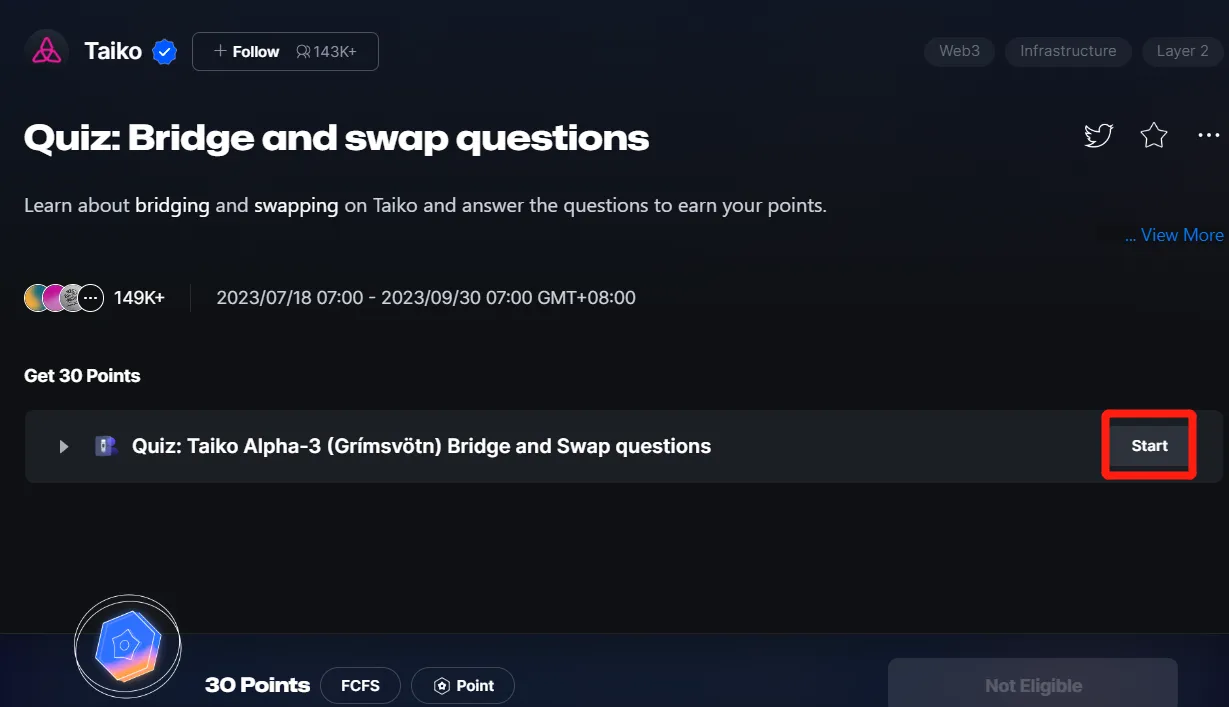 Taiko
Follow 143K+
Web3
Infrastructure
Layer 2
Quiz: Bridge and swap questions
Learn about bridging and swapping on Taiko and answer the questions to earn your points.
... View More
149K+
2023/07/18 07:00 - 2023/09/30 07:00 GMT+08:00
Get 30 Points
Quiz: Taiko Alpha-3 (Grímsvötn) Bridge and Swap questions
Start
30 Points
FCFS
Point
Not Eligible